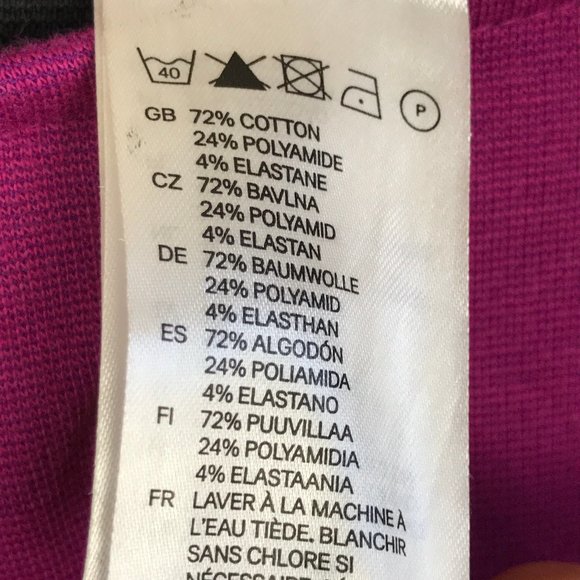 40 P
GB 72% COTTON
24% POLYAMIDE
4% ELASTANE
CZ 72% BAVLNA
24% POLYAMID
4% ELASTAN
DE 72% BAUMWOLLE
24% POLYAMID
4% ELASTHAN
ES 72% ALGODÓN
24% POLIAMIDA
4% ELASTANO
FI 72% PUUVILLAA
24% POLYAMIDIA
4% ELASTAANIA
FR LAVER À LA MACHINE À
L'EAU TIÈDE. BLANCHIR
SANS CHLORE SI